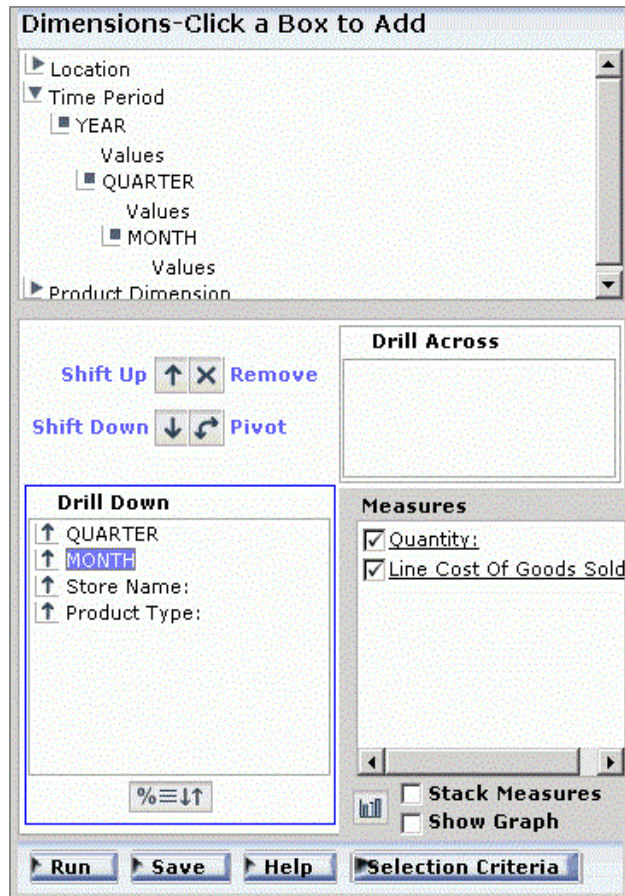 Dimensions-Click a Box to Add
Location
Time Period
YEAR
Values
QUARTER
Values
MONTH
Values
Product Dimension
Shift Up Remove
Shift Down Pivot
Drill Across
Drill Down
QUARTER
MONTH
Store Name:
Product Type:
%
Measures
Quantity:
Line Cost Of Goods Sold
Stack Measures
Show Graph
Run Save Help Selection Criteria